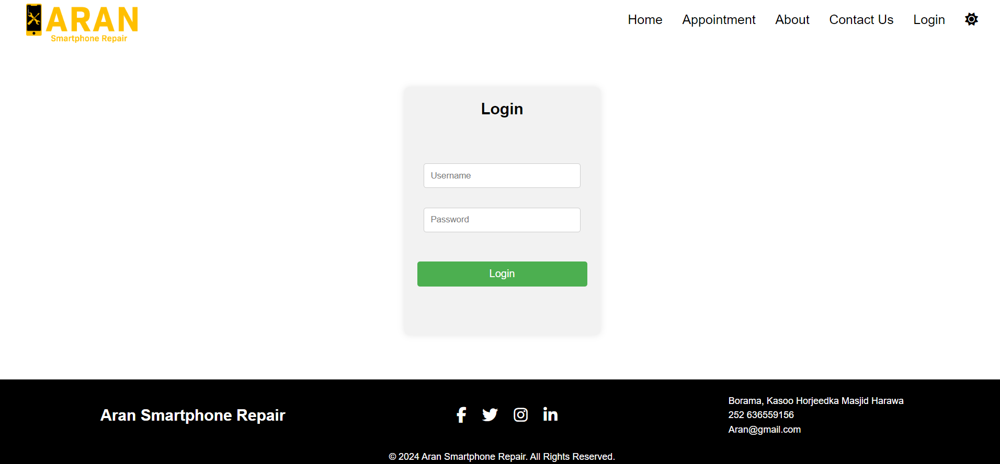 ARAN
Smartphone Repair
Home Appointment About Contact Us Login
Login
Username
Password
Login
Aran Smartphone Repair
Borama, Kasoo Horjeedka Masjid Harawa
252 636559156
Aran@gmail.com
© 2024 Aran Smartphone Repair. All Rights Reserved.